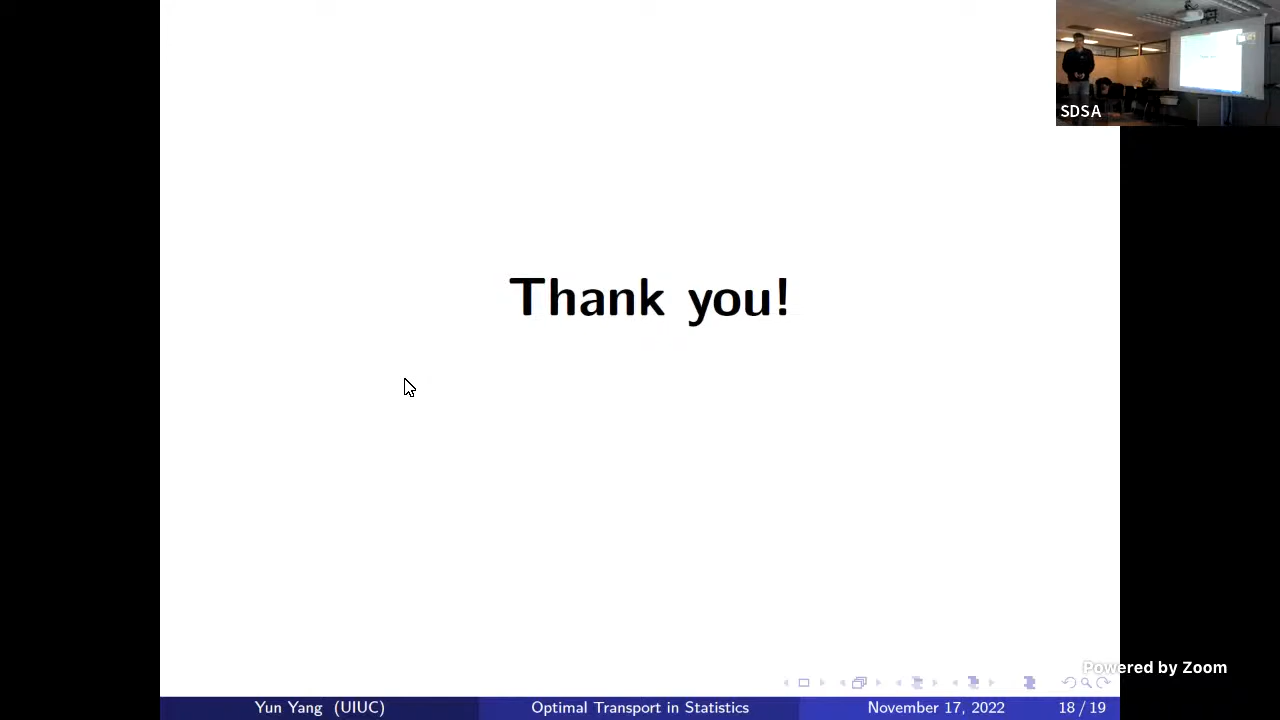 SDSA
Thank you!
Powered by Zoom
Yun Yang (UIUC) Optimal Transport in Statistics November 17, 2022 18 / 19